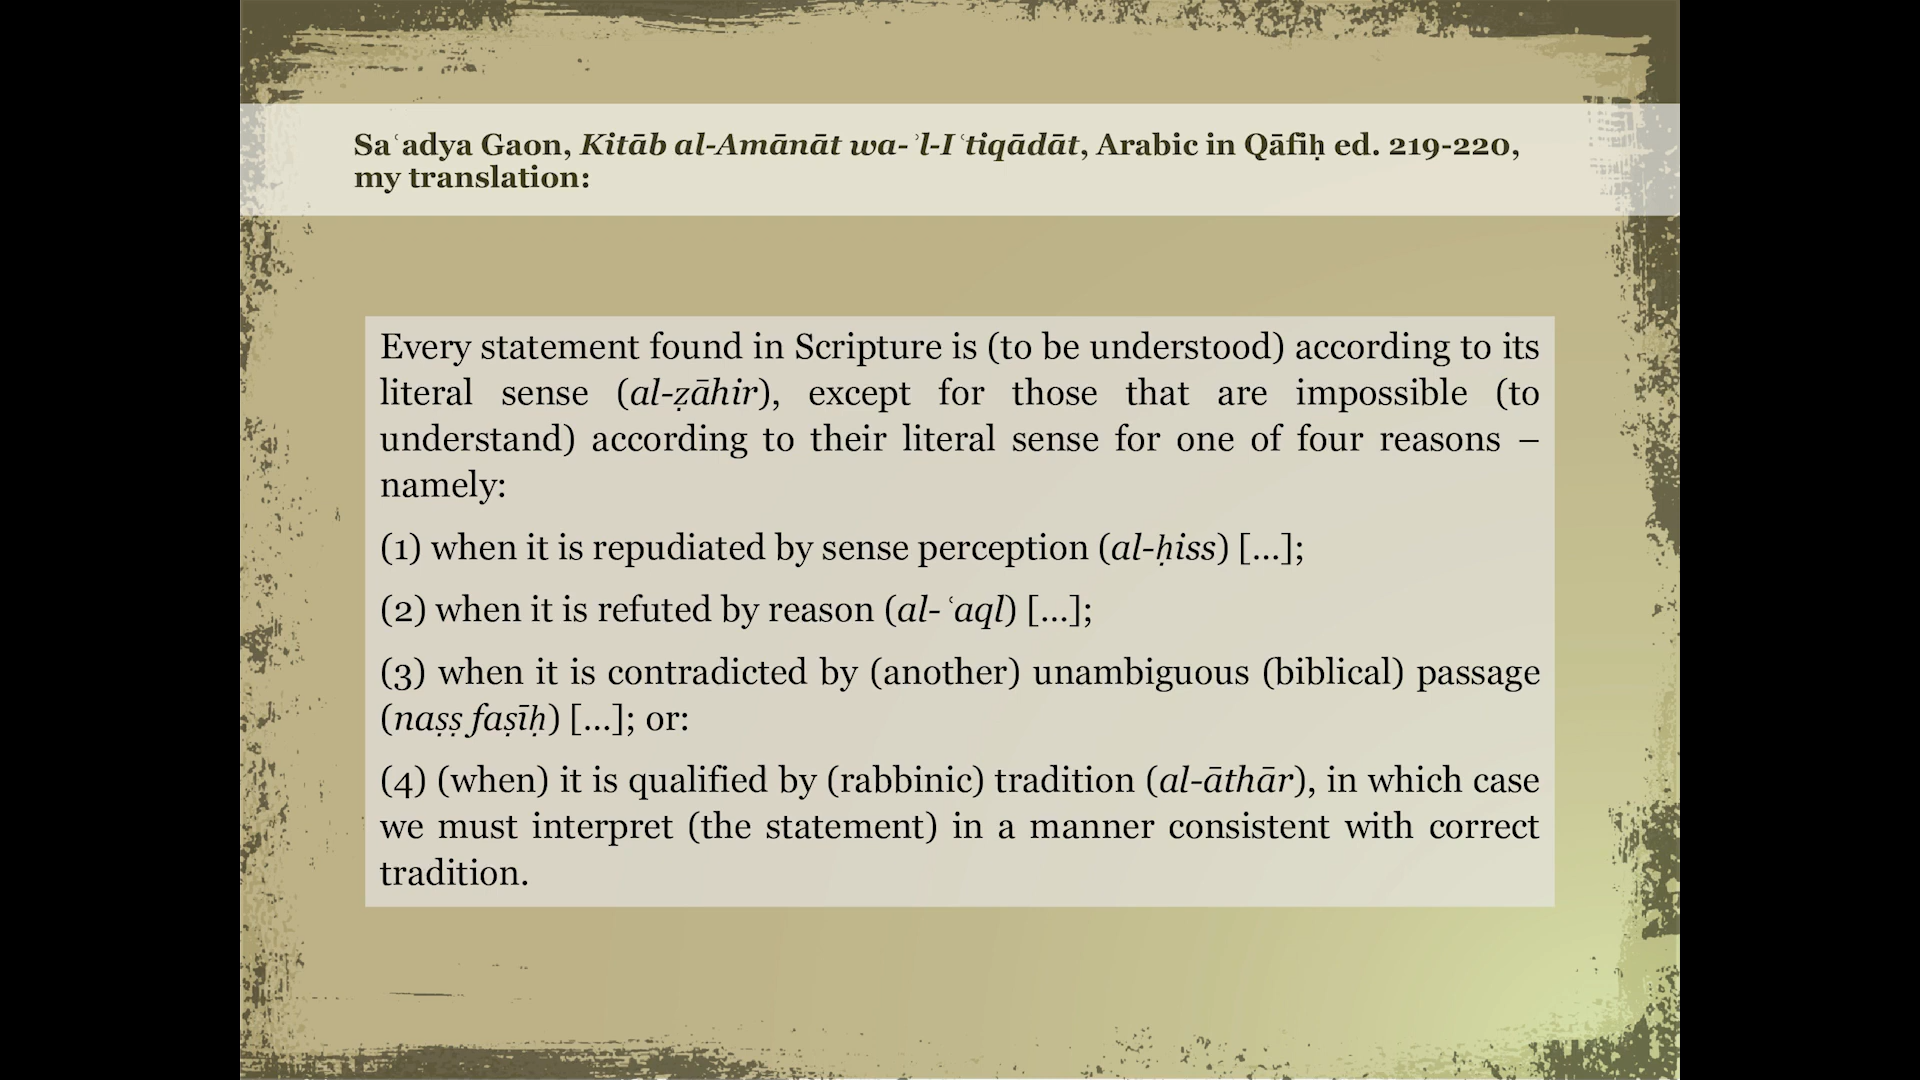 Saʿadya Gaon, Kitāb al-Amānāt wa-ʾl-Iʿtiqādāt, Arabic in Qāfiḥ ed. 219-220,
my translation:
Every statement found in Scripture is (to be understood) according to its
literal sense (al-ẓāhir), except for those that are impossible (to
understand) according to their literal sense for one of four reasons –
namely:
(1) when it is repudiated by sense perception (al-ḥiss) […];
(2) when it is refuted by reason (al-ʿaql) […];
(3) when it is contradicted by (another) unambiguous (biblical) passage
(naṣṣ faṣīḥ) […]; or:
(4) (when) it is qualified by (rabbinic) tradition (al-āthār), in which case
we must interpret (the statement) in a manner consistent with correct
tradition.